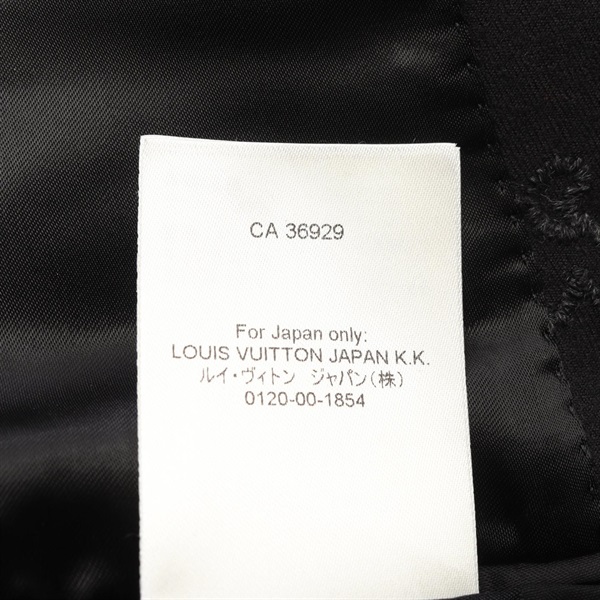 CA 36929
For Japan only:
LOUIS VUITTON JAPAN K.K.
ルイ・ヴィトン　ジャパン(株)
0120-00-1854